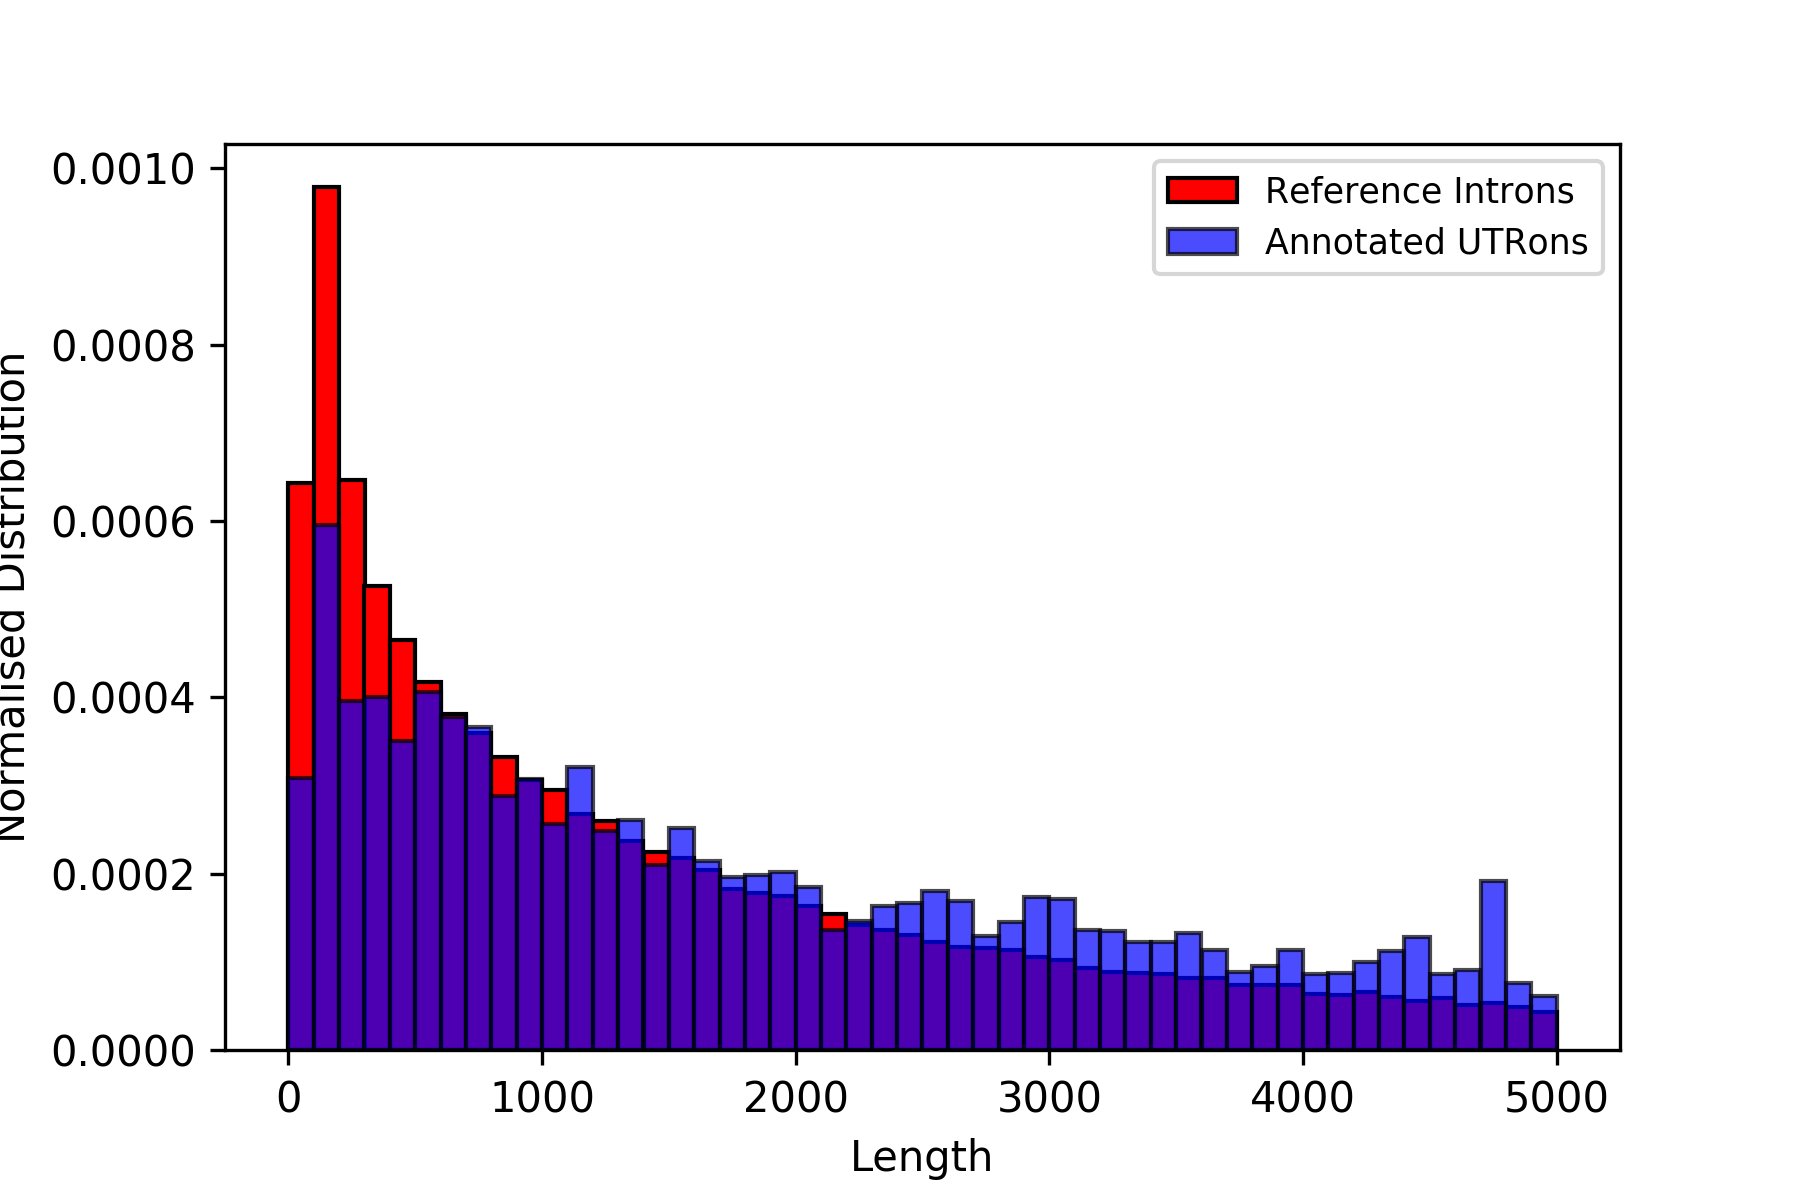 0.0010
0.0008
0.0006
0.0004
0.0002
0.0000
Normalised Distribution
Reference Introns
Annotated UTRons
0 1000 2000 3000 4000 5000
Length